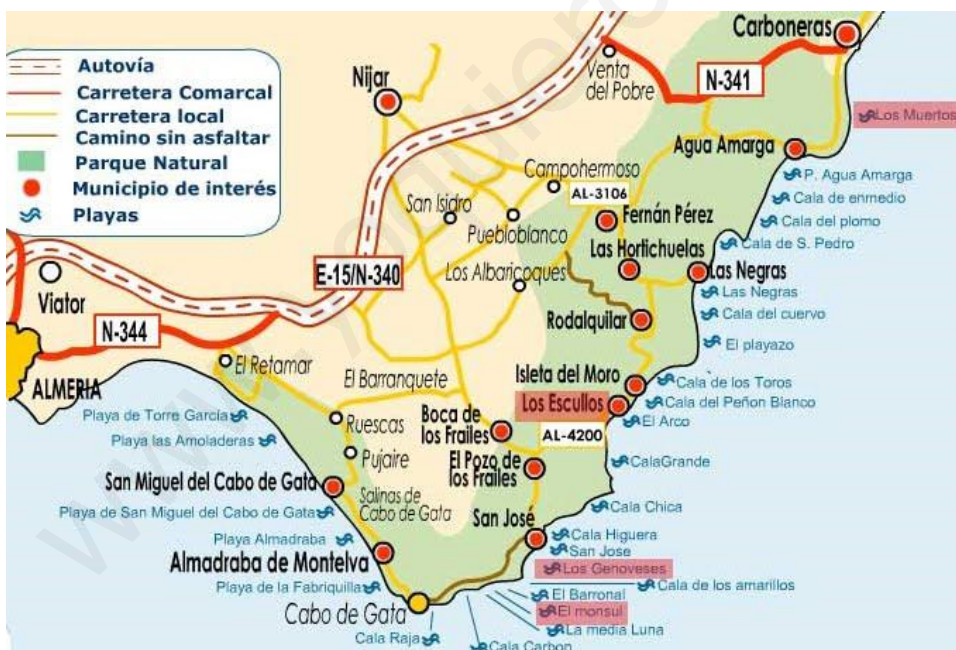 Autovía
Carretera Comarcal
Carretera local
Camino sin asfaltar
Parque Natural
Municipio de interés
Playas
Carboneras
Venta
del Pobre
N-341
Nijar
Los Muertos
Agua Amarga
Campohermoso
AL-3106
P. Agua Amarga
Cala de enmedio
San Isidro
Puebloblanco
Fernán Pérez
Cala del plomo
Las Hortichuelas
Cala de S. Pedro
E-15/N-340
Los Albaricoques
Las Negras
Viator
Las Negras
Cala del cuervo
N-344
Rodalquilar
El playazo
El Retamar
ALMERIA
El Barranquete
Isleta del Moro
Cala de los Toros
Los Escullos
Cala del Peñon Blanco
Playa de Torre García
Ruescas
Boca de
los Frailes
El Arco
AL-4200
Playa las Amoladeras
Pujaire
El Pozo de
los Frailes
CalaGrande
San Miguel del Cabo de Gata
Salinas de
Cabo de Gata
Cala Chica
Playa de San Miguel del Cabo de Gata
San José
Cala Higuera
Playa Almadraba
San Jose
Almadraba de Montelva
Los Genoveses
Playa de la Fabriquilla
Cala de los amarillos
El Barronal
Cabo de Gata
El monsul
La media Luna
Cala Raja
Cala Carbon